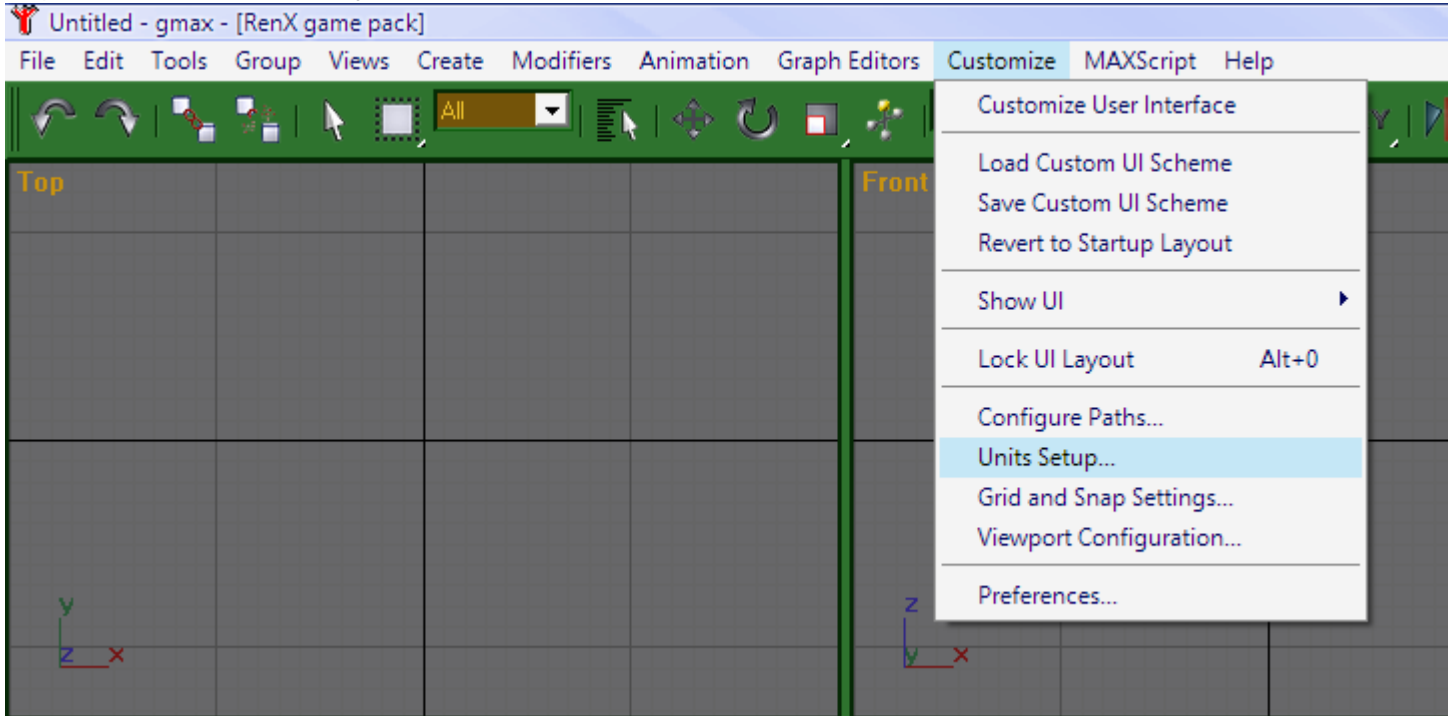 Untitled - gmax - [RenX game pack]
File Edit Tools Group Views Create Modifiers Animation Graph Editors Customize MAXScript Help
All
Y
Top
Front
Customize User Interface
Load Custom UI Scheme
Save Custom UI Scheme
Revert to Startup Layout
Show UI
Lock UI Layout Alt+0
Configure Paths...
Units Setup...
Grid and Snap Settings...
Viewport Configuration...
Preferences...
y
z x
z
y x